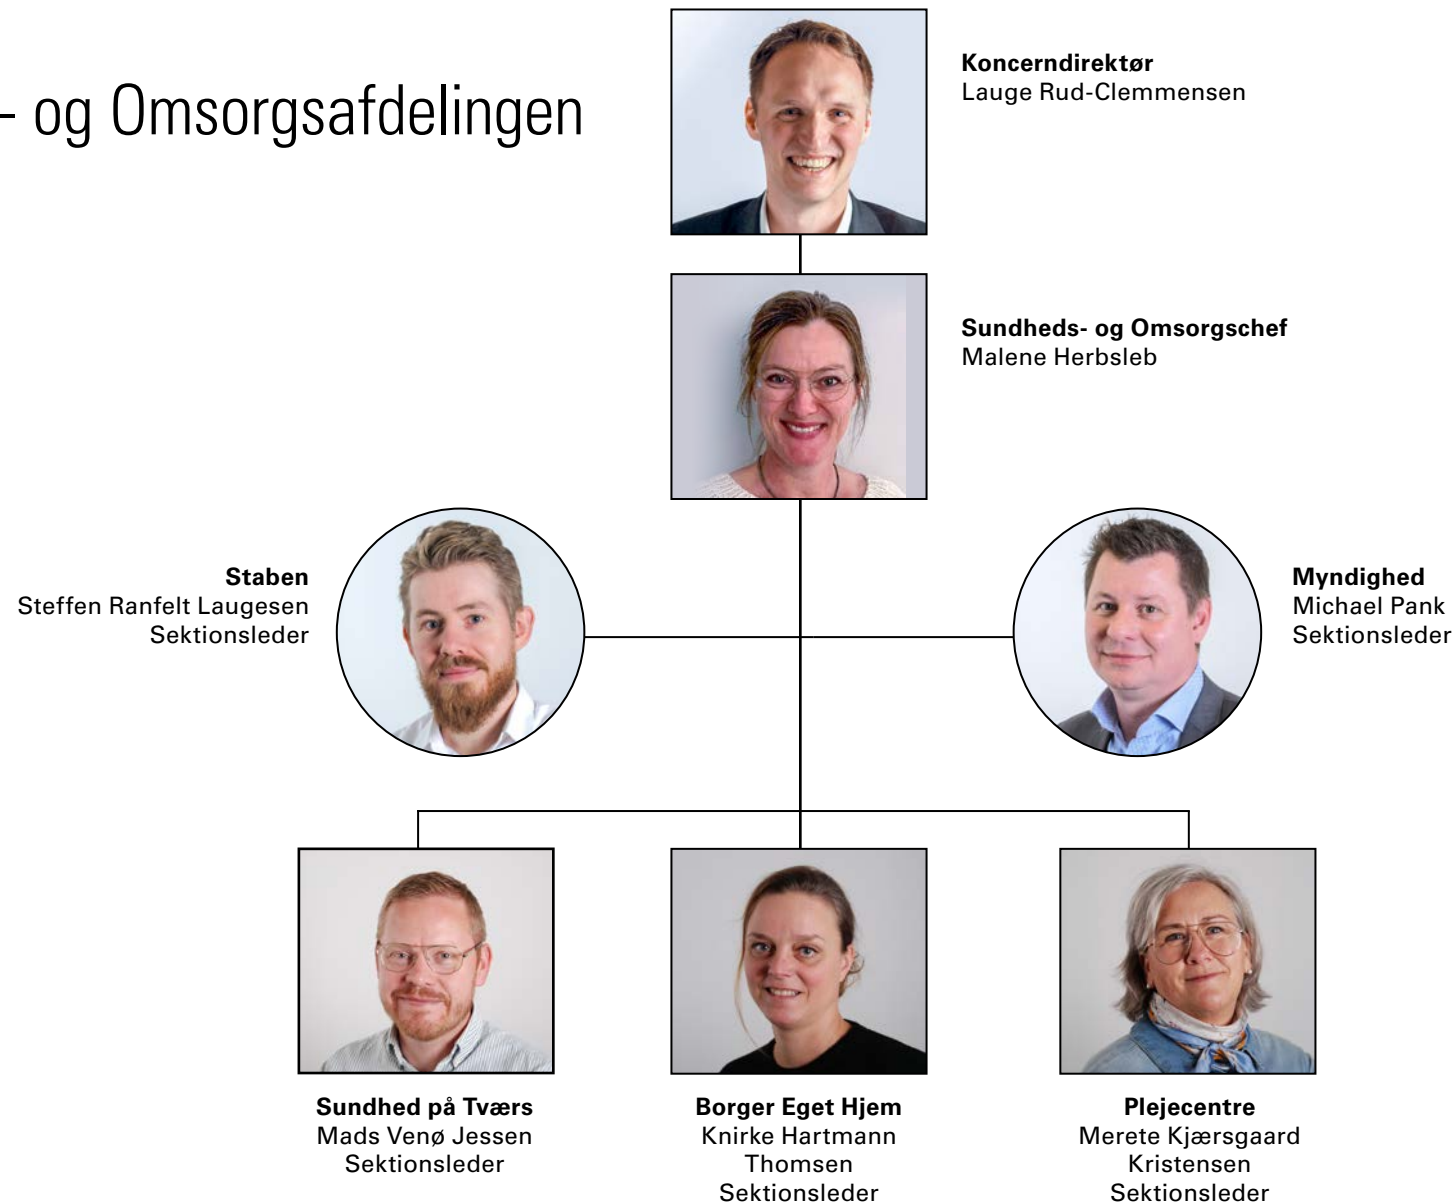 - og Omsorgsafdelingen
Koncerndirektør
Lauge Rud-Clemmensen
Sundheds- og Omsorgschef
Malene Herbsleb
Staben
Steffen Ranfelt Laugesen
Sektionsleder
Myndighed
Michael Pank
Sektionsleder
Sundhed på Tværs
Mads Venø Jessen
Sektionsleder
Borger Eget Hjem
Knirke Hartmann
Thomsen
Sektionsleder
Plejecentre
Merete Kjærsgaard
Kristensen
Sektionsleder